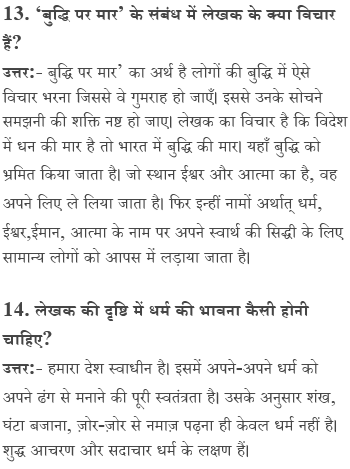 13. ‘बुद्धि पर मार’ के संबंध में लेखक के क्या विचार
हैं?
उत्तर:- बुद्धि पर मार’ का अर्थ है लोगों की बुद्धि में ऐसे
विचार भरना जिससे वे गुमराह हो जाएँ। इससे उनके सोचने
समझनी की शक्ति नष्ट हो जाए। लेखक का विचार है कि विदेश
में धन की मार है तो भारत में बुद्धि की मार। यहाँ बुद्धि को
भ्रमित किया जाता है। जो स्थान ईश्वर और आत्मा का है, वह
अपने लिए ले लिया जाता है। फिर इन्हीं नामों अर्थात् धर्म,
ईश्वर,ईमान, आत्मा के नाम पर अपने स्वार्थ की सिद्धी के लिए
सामान्य लोगों को आपस में लड़ाया जाता है।
14. लेखक की दृष्टि में धर्म की भावना कैसी होनी
चाहिए?
उत्तर:- हमारा देश स्वाधीन है। इसमें अपने-अपने धर्म को
अपने ढंग से मनाने की पूरी स्वतंत्रता है। उसके अनुसार शंख,
घंटा बजाना, ज़ोर-ज़ोर से नमाज़ पढ़ना ही केवल धर्म नहीं है।
शुद्ध आचरण और सदाचार धर्म के लक्षण हैं।